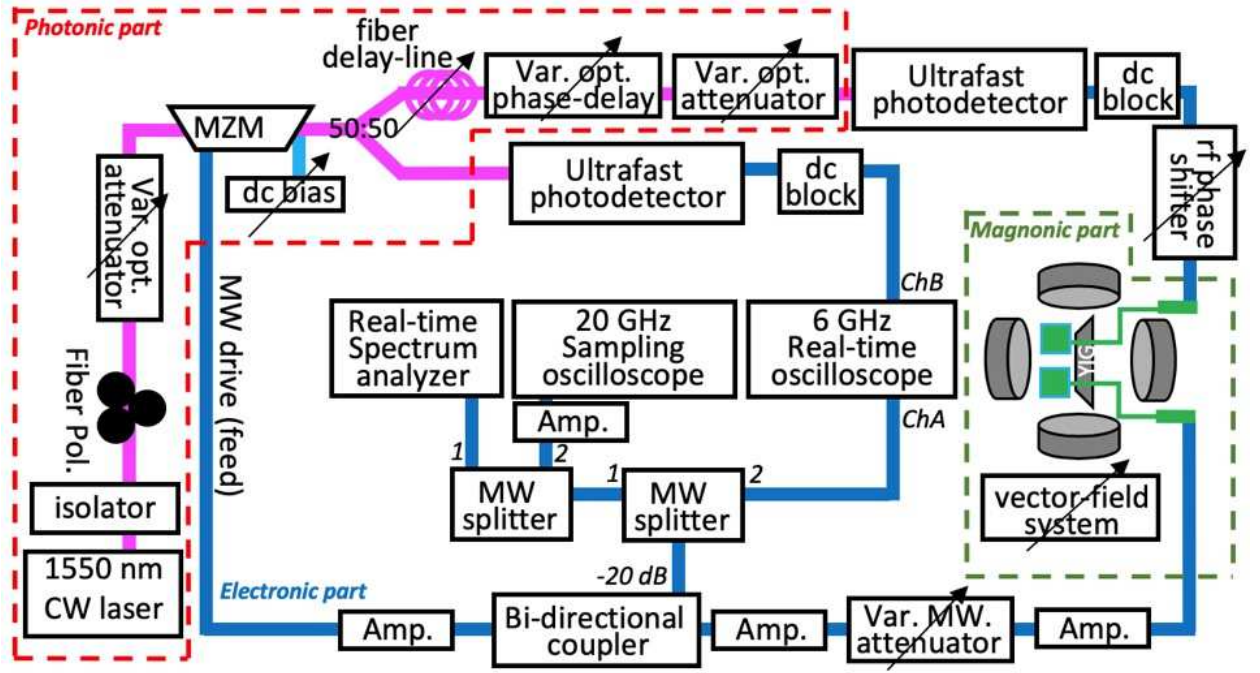 Photonic part
fiber
delay-line
Var. opt.
phase-delay
Var. opt.
attenuator
Ultrafast
photodetector
dc
block
MZM
50:50
dc bias
Ultrafast
photodetector
dc
block
rf phase
shifter
Var. opt.
attenuator
Magnonic part
MW drive (feed)
ChB
Real-time
Spectrum
analyzer
20 GHz
Sampling
oscilloscope
6 GHz
Real-time
oscilloscope
YIG
Fiber Pol.
Amp.
ChA
1
2
1
2
MW
splitter
MW
splitter
vector-field
system
isolator
1550 nm
CW laser
-20 dB
Electronic part
Amp.
Bi-directional
coupler
Amp.
Var. MW.
attenuator
Amp.